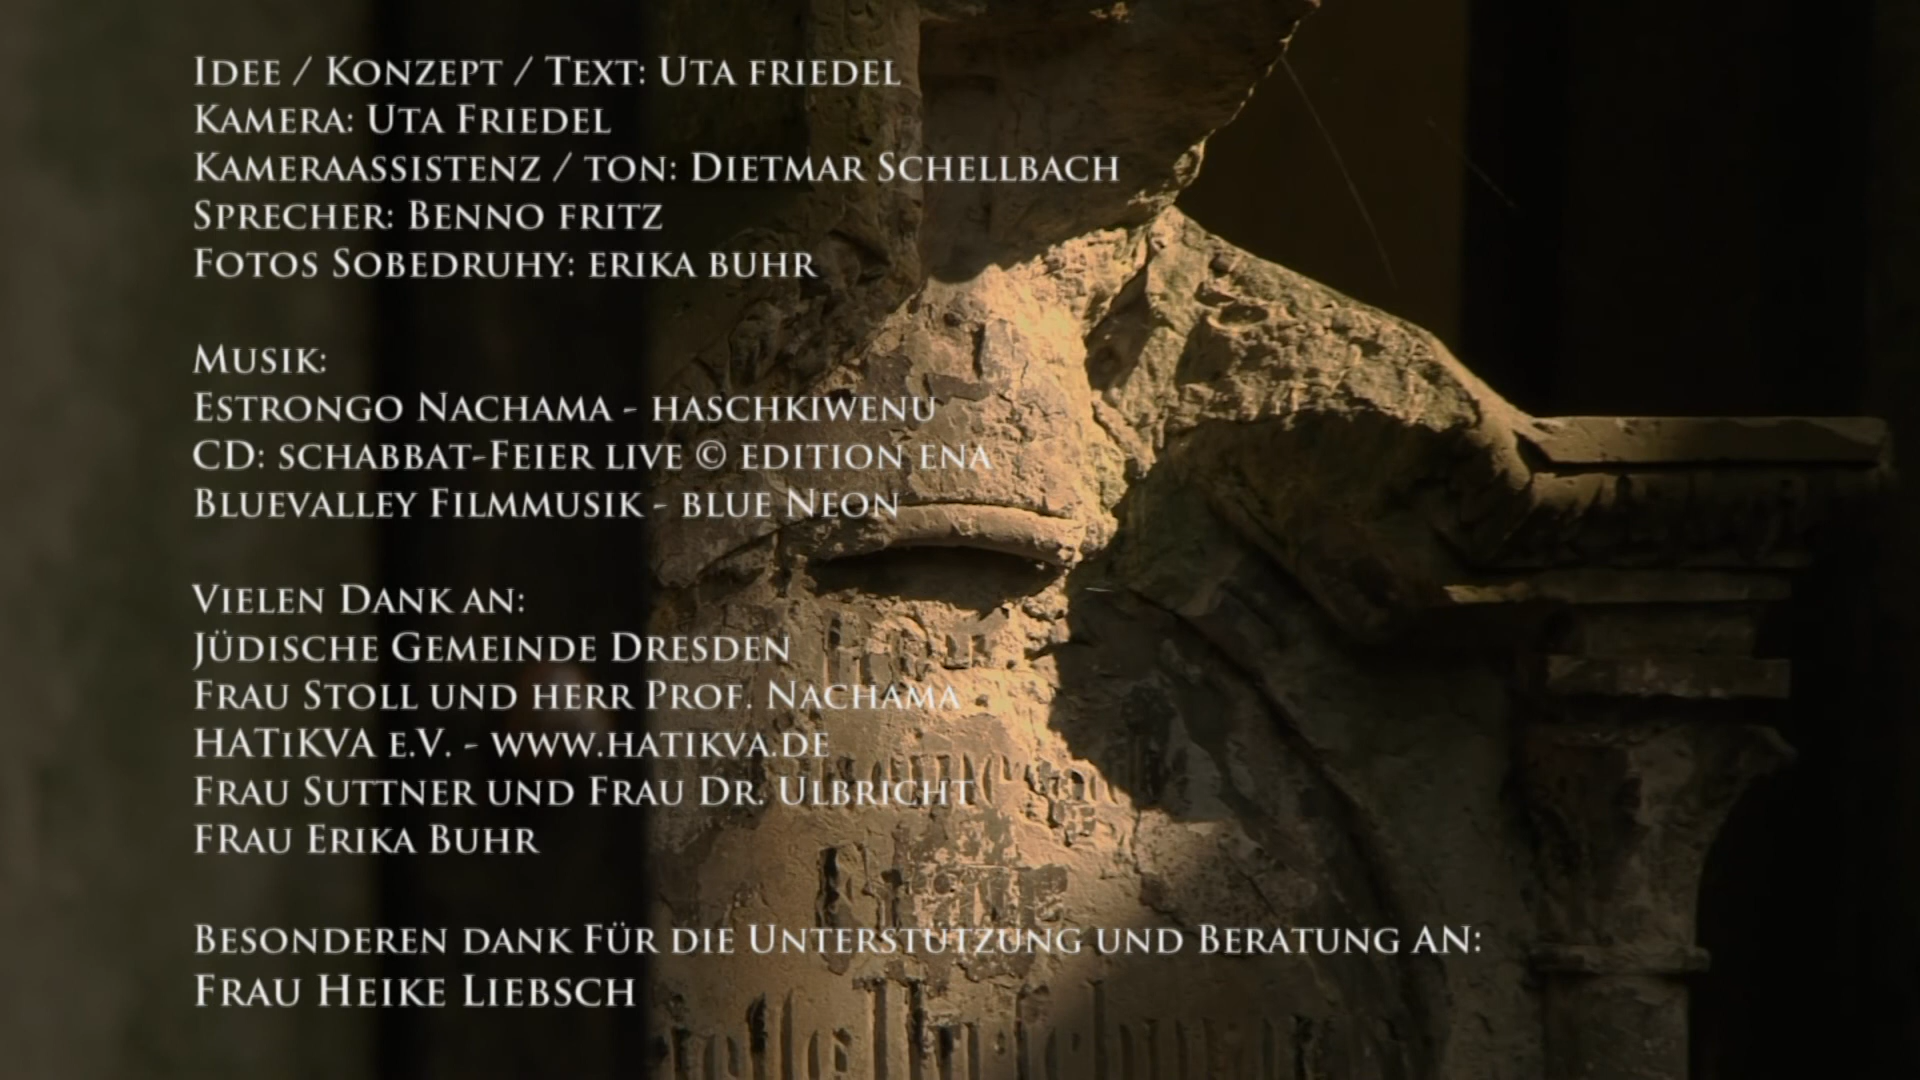 Idee / Konzept / Text: Uta friedel
Kamera: Uta Friedel
Kameraassistenz / ton: Dietmar Schellbach
Sprecher: Benno fritz
Fotos Sobedruhy: erika buhr
Musik:
Estrongo Nachama - haschkiwenu
CD: schabbat-Feier live © edition ena
Bluevalley Filmmusik - blue Neon
Vielen Dank an:
Jüdische Gemeinde Dresden
Frau Stoll und herr Prof. Nachama
HATiKVA e.V. - www.hatikva.de
Frau Suttner und Frau Dr. Ulbricht
FRau Erika Buhr
Besonderen dank Für die Unterstützung und Beratung AN:
Frau Heike Liebsch